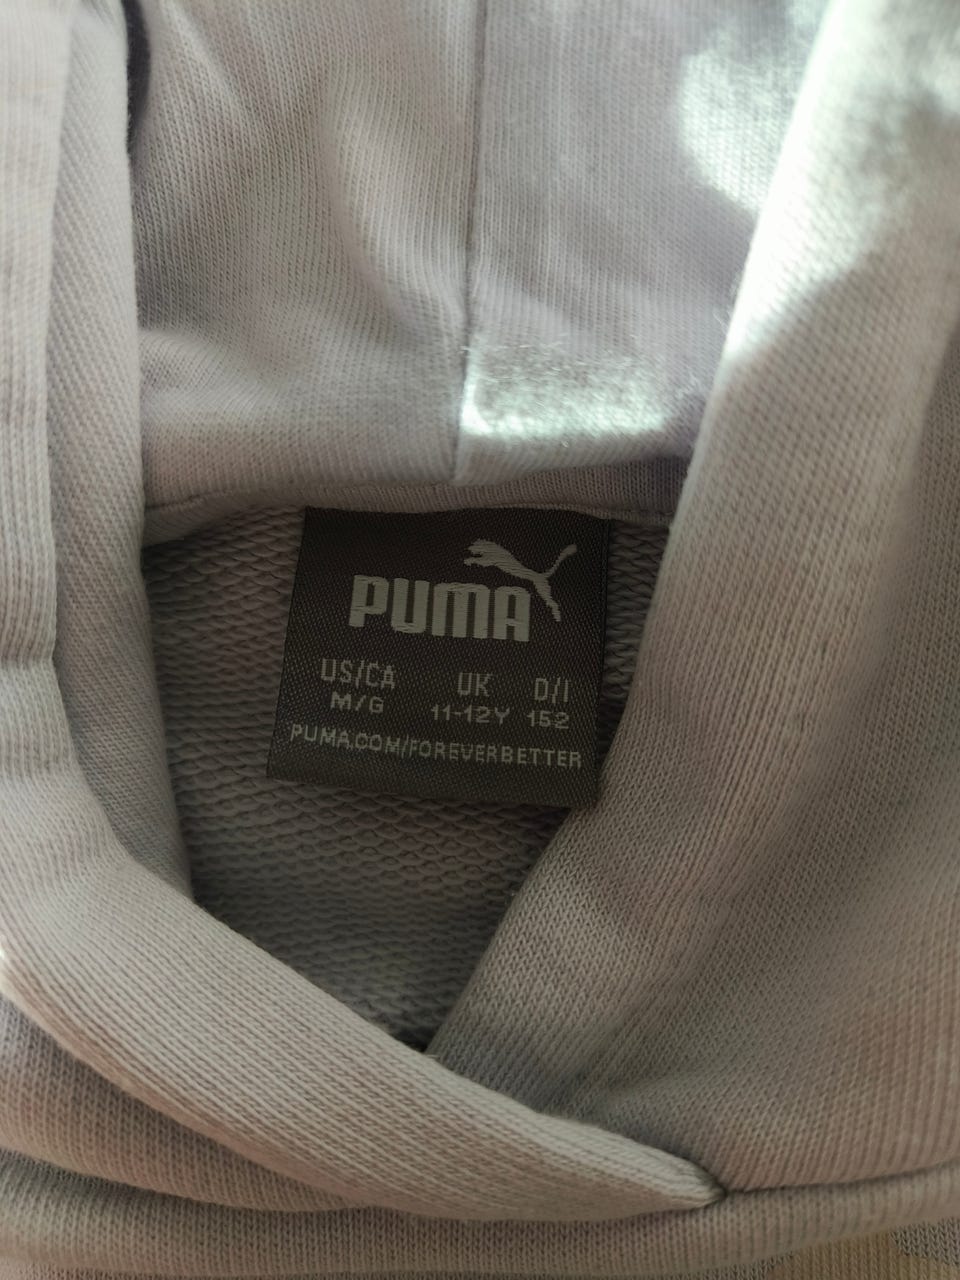 PUMA
US/CA UK D/I
M/G 11-12Y 152
PUMA.COM/FOREVERBETTER